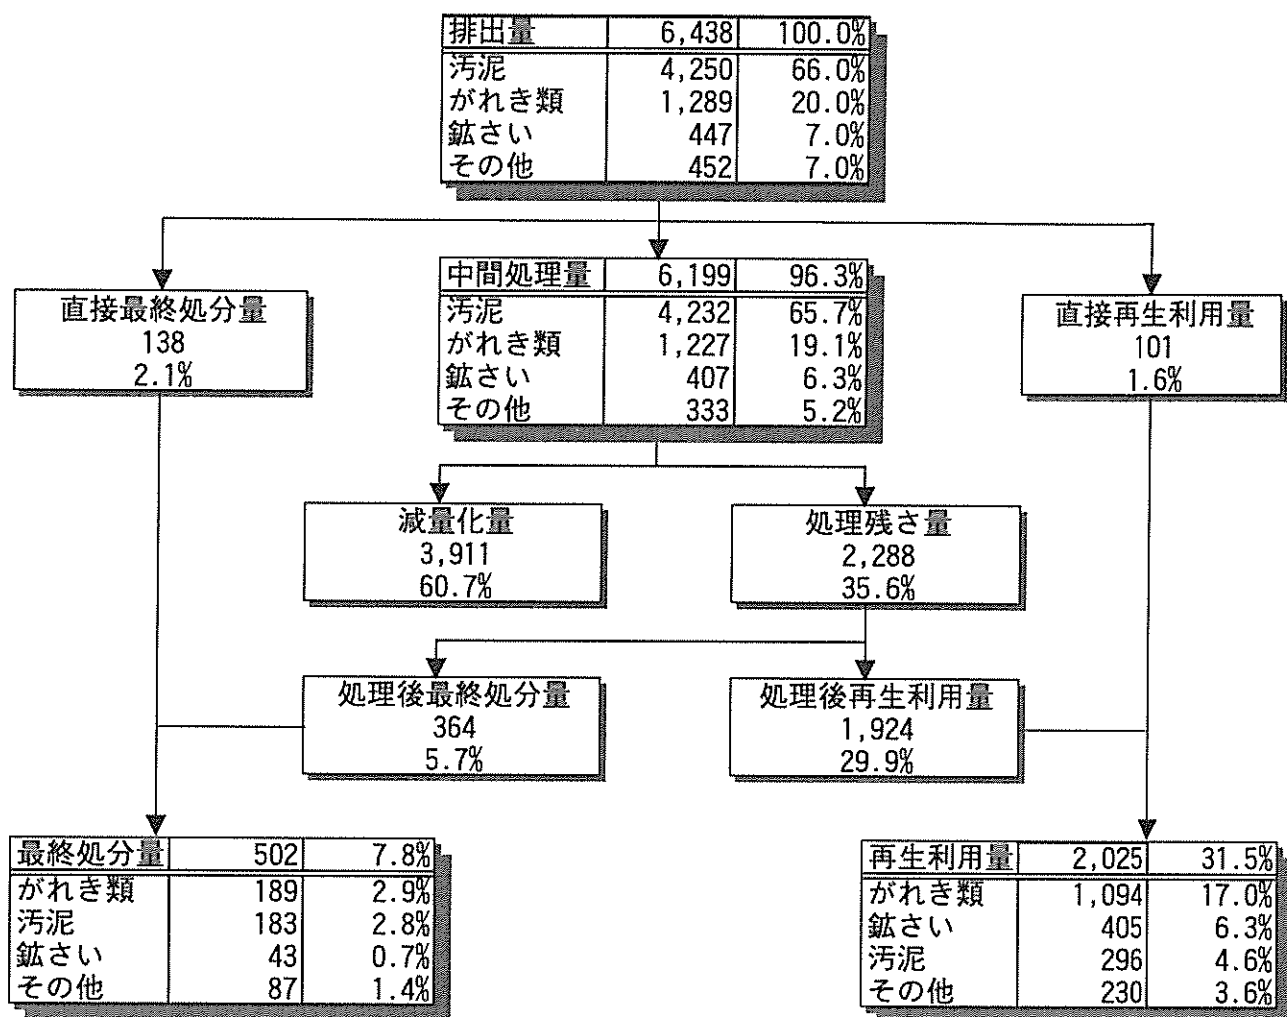 排出量 6,438 100.0%
汚泥 4,250 66.0%
がれき類 1,289 20.0%
鉱さい 447 7.0%
その他 452 7.0%
中間処理量 6,199 96.3%
汚泥 4,232 65.7%
がれき類 1,227 19.1%
鉱さい 407 6.3%
その他 333 5.2%
直接最終処分量
138
2.1%
直接再生利用量
101
1.6%
減量化量
3,911
60.7%
処理残さ量
2,288
35.6%
処理後最終処分量
364
5.7%
処理後再生利用量
1,924
29.9%
最終処分量 502 7.8%
がれき類 189 2.9%
汚泥 183 2.8%
鉱さい 43 0.7%
その他 87 1.4%
再生利用量 2,025 31.5%
がれき類 1,094 17.0%
鉱さい 405 6.3%
汚泥 296 4.6%
その他 230 3.6%